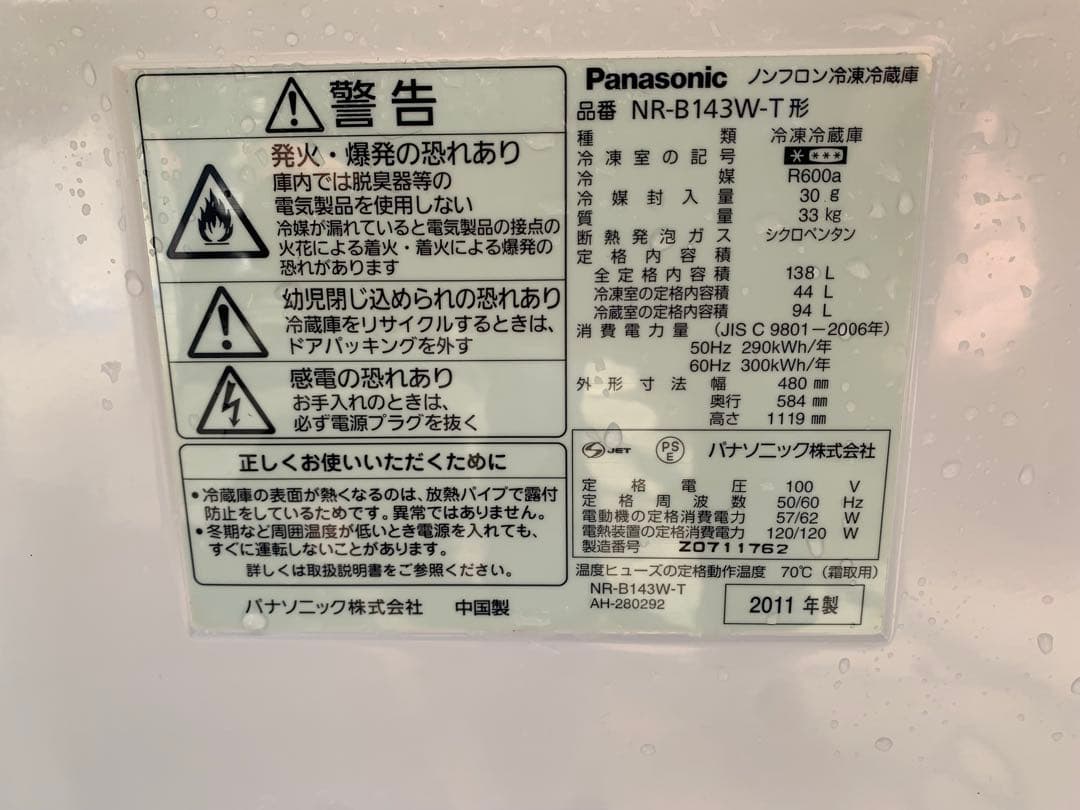 警告
発火・爆発の恐れあり
庫内では脱臭器等の
電気製品を使用しない
冷媒が漏れていると電気製品の接点の
火花による着火・着火による爆発の
恐れがあります
幼児閉じ込められの恐れあり
冷蔵庫をリサイクルするときは、
ドアパッキングを外す
感電の恐れあり
お手入れのときは、
必ず電源プラグを抜く
正しくお使いいただくために
・冷蔵庫の表面が熱くなるのは、放熱パイプで露付
防止をしているためです。異常ではありません。
・冬期など周囲温度が低いとき電源を入れても、
すぐに運転しないことがあります。
詳しくは取扱説明書をご参照ください。
パナソニック株式会社 中国製
Panasonic ノンフロン冷凍冷蔵庫
品番 NR-B143W-T形
種類 冷凍冷蔵庫
冷凍室の記号 * ***
冷媒 R600a
冷媒封入量 30 g
質量 33 kg
断熱発泡ガス シクロペンタン
定格内容積
全定格内容積 138 L
冷凍室の定格内容積 44 L
冷蔵室の定格内容積 94 L
消費電力量 (JIS C 9801-2006年)
50Hz 290kWh/年
60Hz 300kWh/年
外形寸法 幅 480 mm
奥行 584 mm
高さ 1119 mm
S JET PS E パナソニック株式会社
定格電圧 100 V
定格周波数 50/60 Hz
電動機の定格消費電力 57/62 W
電熱装置の定格消費電力 120/120 W
製造番号 Z0711762
温度ヒューズの定格動作温度 70℃ (霜取用)
NR-B143W-T
AH-280292
2011年製